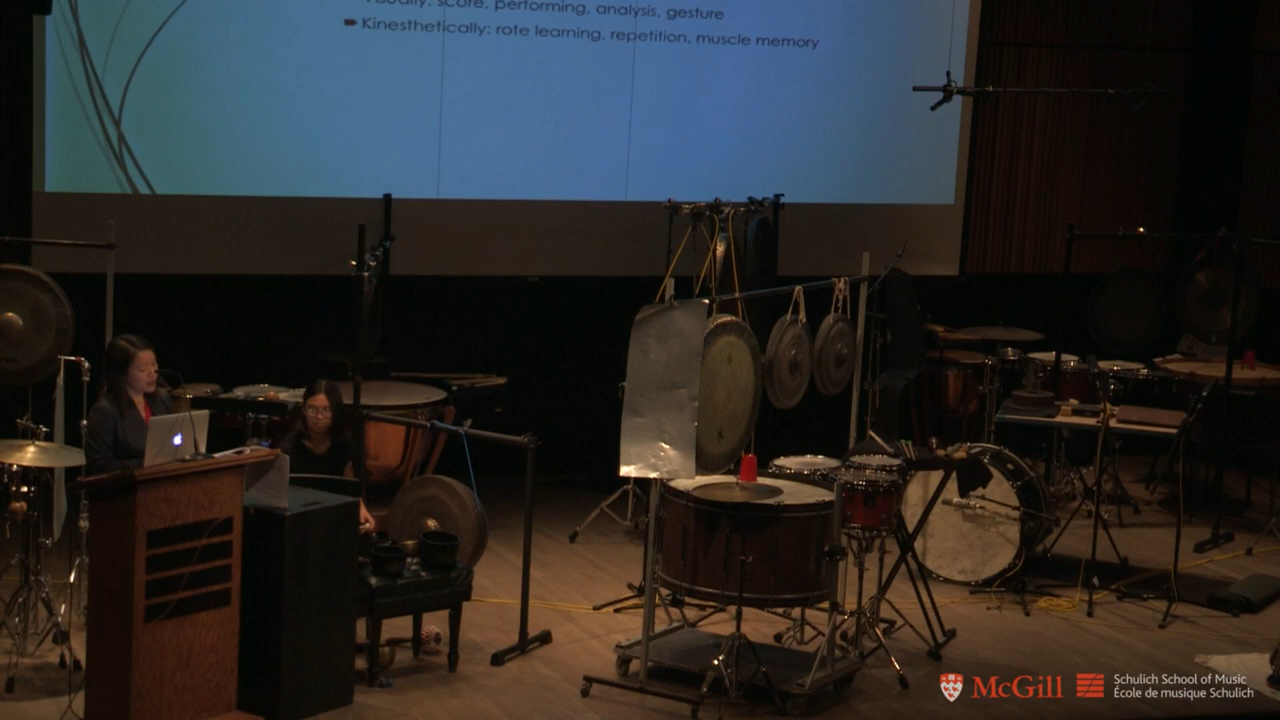 Visually: score, performing, analysis, gesture
Kinesthetically: rote learning, repetition, muscle memory
McGill
Schulich School of Music
École de musique Schulich